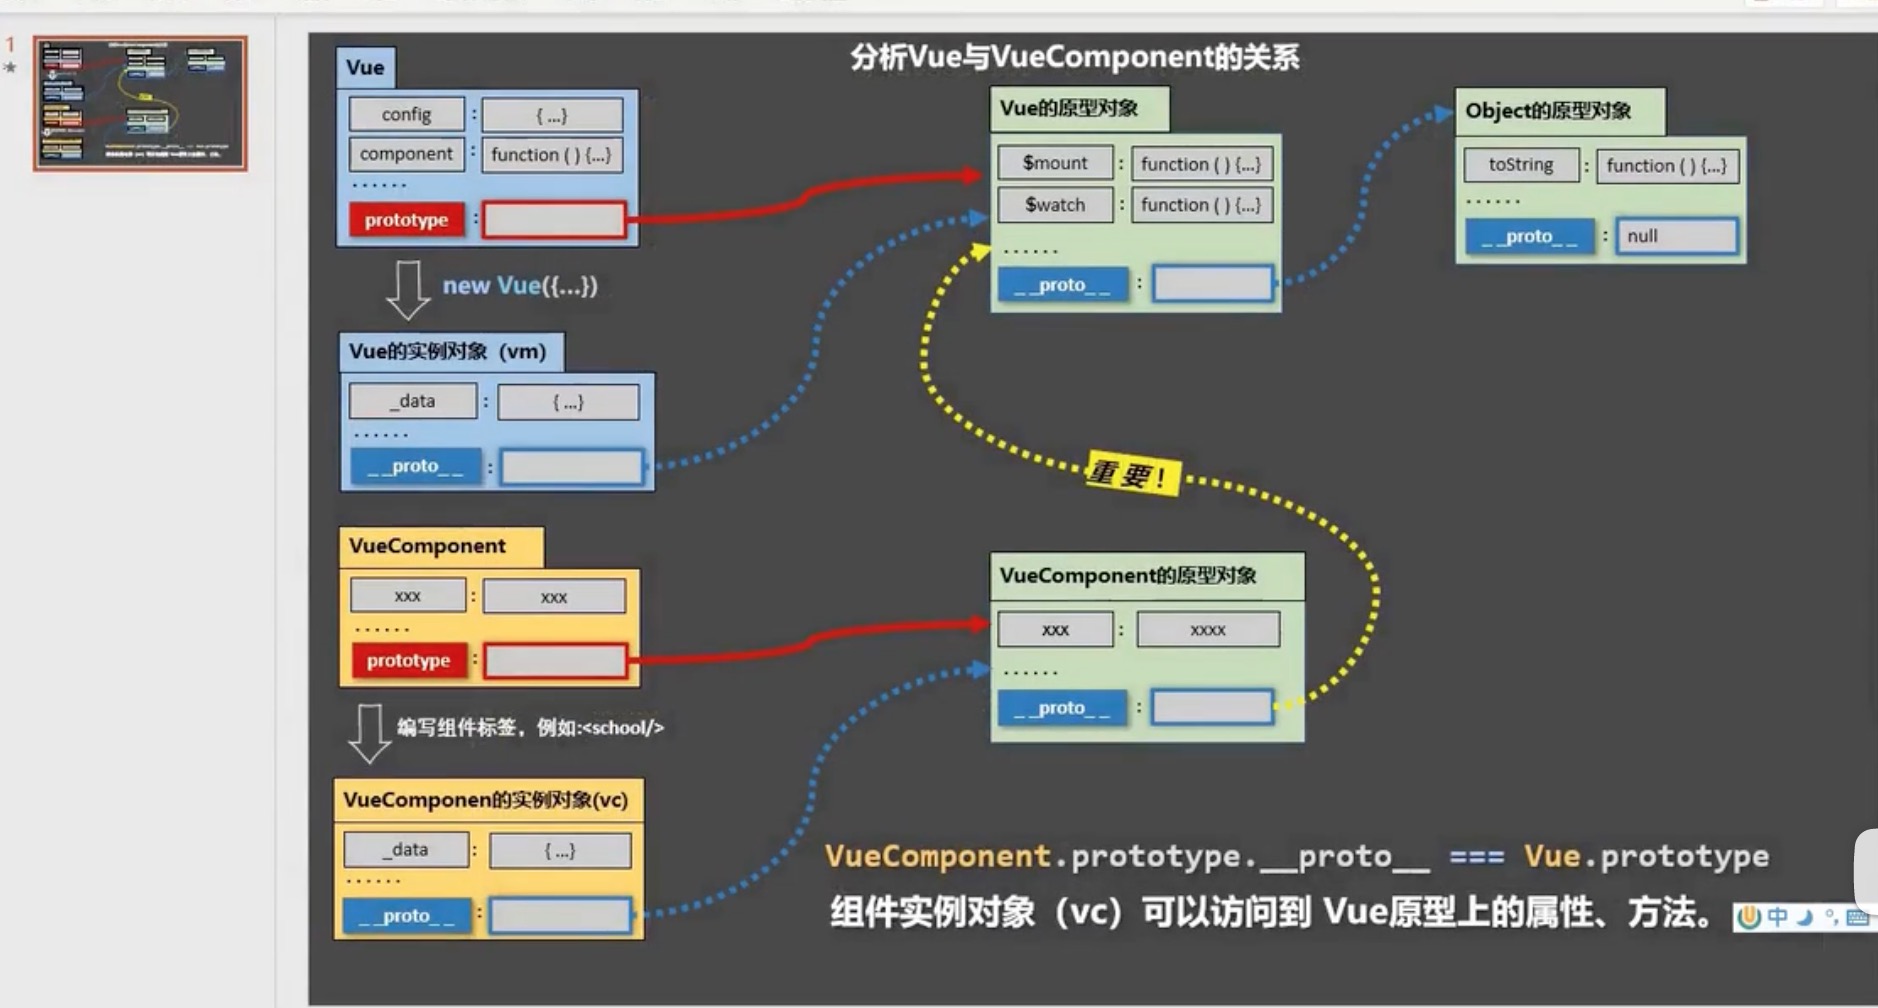 1
分析Vue与VueComponent的关系
Vue
config : { ...}
component : function ( ) {...}
......
prototype :
new Vue({...})
Vue的实例对象（vm）
_data : { ...}
......
__proto__ :
VueComponent
xxx : xxx
......
prototype :
编写组件标签，例如:<school/>
VueComponen的实例对象(vc)
_data : { ...}
......
__proto__ :
Vue的原型对象
$mount : function ( ) {...}
$watch : function ( ) {...}
......
__proto__ :
Object的原型对象
toString : function ( ) {...}
......
__proto__ : null
重要！
VueComponent的原型对象
xxx : xxxx
......
__proto__ :
VueComponent.prototype.__proto__ === Vue.prototype
组件实例对象（vc）可以访问到 Vue原型上的属性、方法。
中